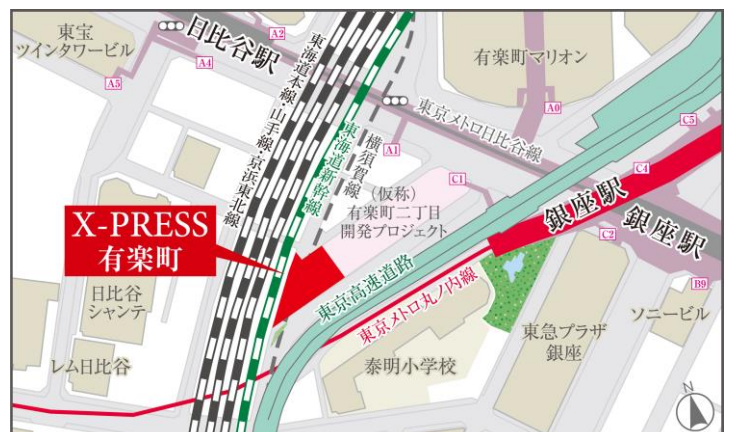 東宝
ツインタワービル
日比谷駅
A2
A4
A5
有楽町マリオン
A0
東京メトロ日比谷線
A1
C5
C4
C1
東海道本線
山手線
京浜東北線
東海道新幹線
横須賀線
(仮称)
有楽町二丁目
開発プロジェクト
銀座駅
銀座駅
C2
B9
X-PRESS
有楽町
東京高速道路
東京メトロ丸ノ内線
日比谷
シャンテ
レム日比谷
泰明小学校
東急プラザ
銀座
ソニービル
N